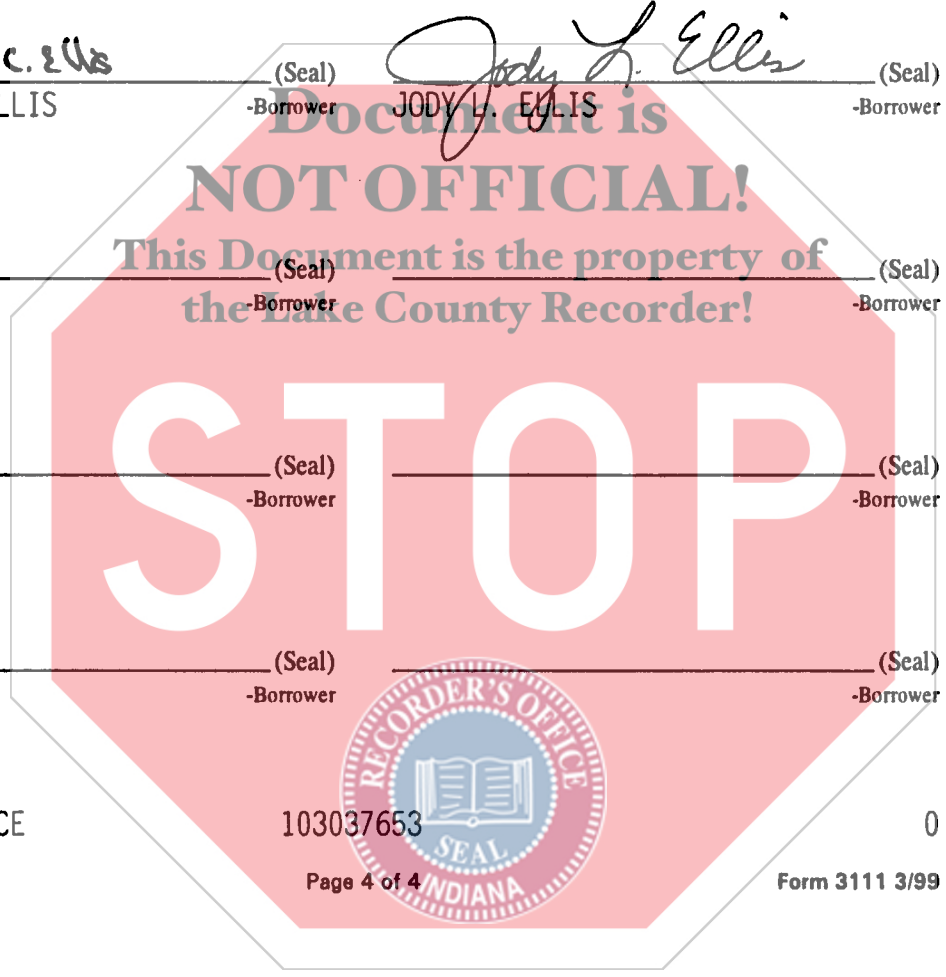 C. Ellis Jody L. Ellis
(Seal) (Seal)
LLIS -Borrower JODY L. ELLIS -Borrower
Document is
NOT OFFICIAL!
This Document is the property of
(Seal) (Seal)
the Lake County Recorder!
-Borrower -Borrower
STOP
(Seal) (Seal)
-Borrower -Borrower
(Seal) (Seal)
-Borrower -Borrower
RECORDER'S OFFICE
SEAL
INDIANA
CE 103037653 0
Page 4 of 4 Form 3111 3/99